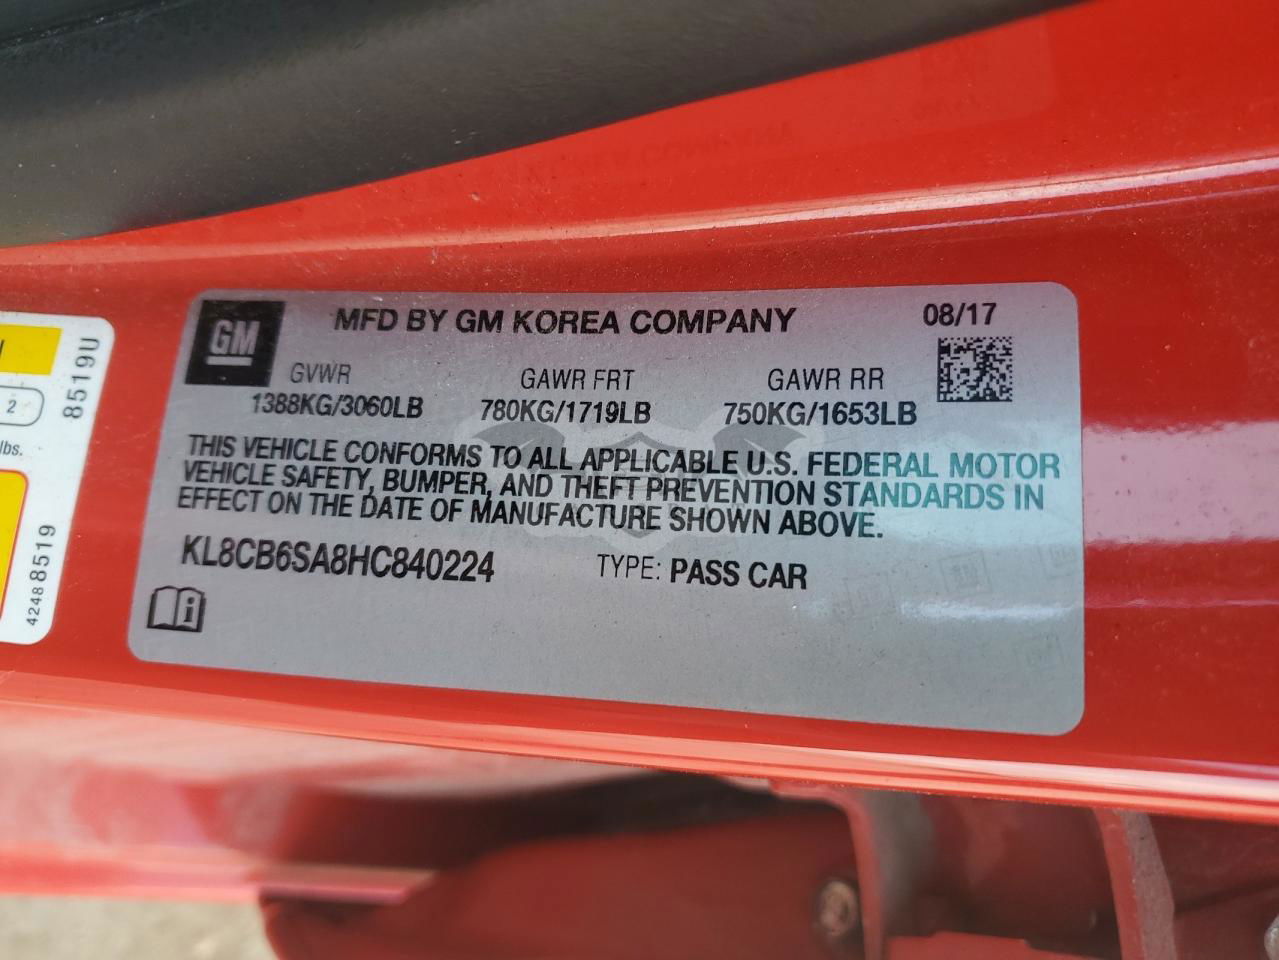 GM
MFD BY GM KOREA COMPANY
08/17
GVWR
GAWR FRT
GAWR RR
1388KG/3060LB
780KG/1719LB
750KG/1653LB
THIS VEHICLE CONFORMS TO ALL APPLICABLE U.S. FEDERAL MOTOR
VEHICLE SAFETY, BUMPER, AND THEFT PREVENTION STANDARDS IN
EFFECT ON THE DATE OF MANUFACTURE SHOWN ABOVE.
KL8CB6SA8HC840224
TYPE: PASS CAR
i
8519U
2
lbs.
42488519